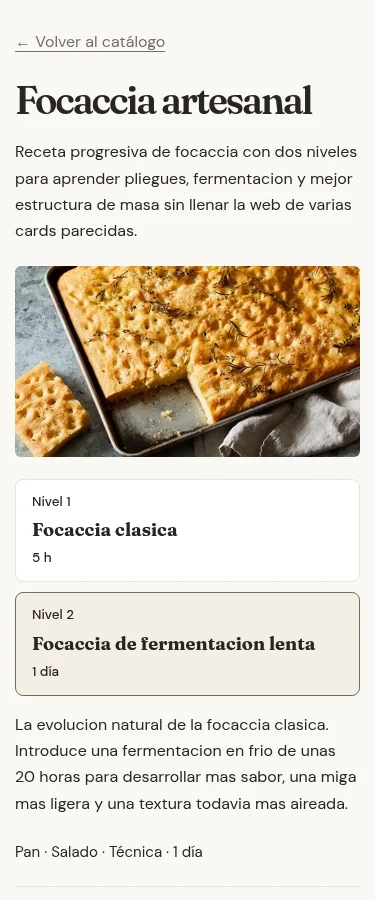 ← Volver al catálogo
Focaccia artesanal
Receta progresiva de focaccia con dos niveles
para aprender pliegues, fermentacion y mejor
estructura de masa sin llenar la web de varias
cards parecidas.
Nivel 1
Focaccia clasica
5 h
Nivel 2
Focaccia de fermentacion lenta
1 día
La evolucion natural de la focaccia clasica.
Introduce una fermentacion en frio de unas
20 horas para desarrollar mas sabor, una miga
mas ligera y una textura todavia mas aireada.
Pan · Salado · Técnica · 1 día